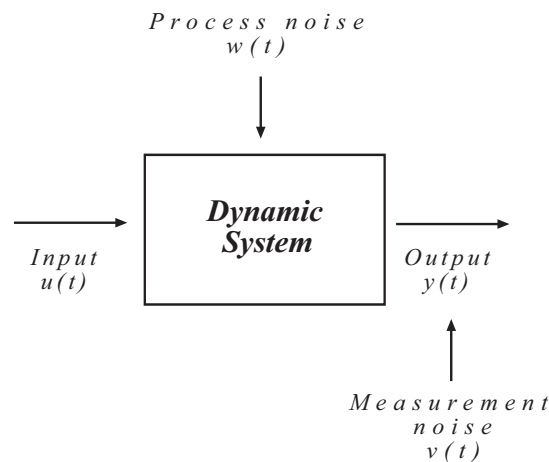 Process noise
w(t)
Dynamic
System
Input
u(t)
Output
y(t)
Measurement
noise
v(t)